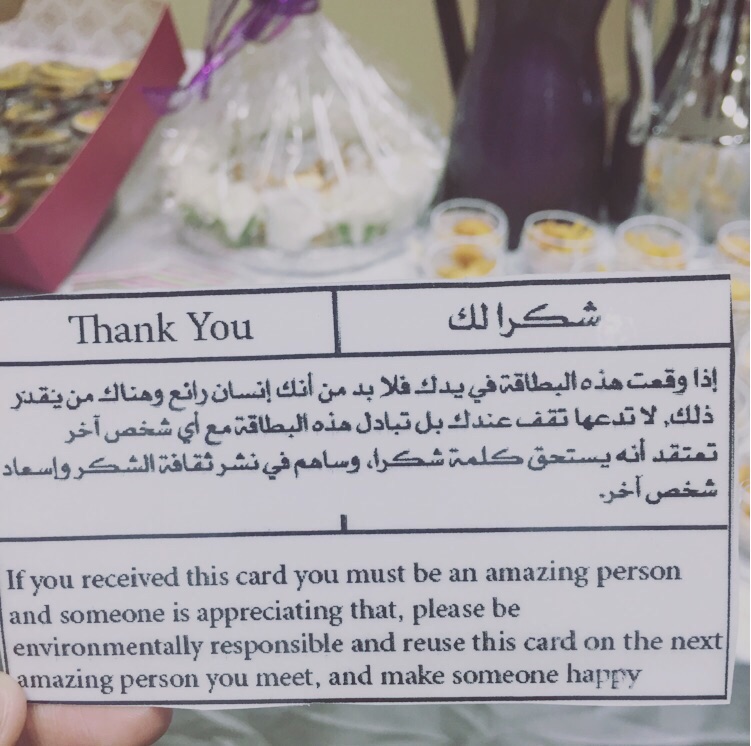 Thank You
شكرا لك
إذا وقعت هذه البطاقة في يدك فلا بد من أنك إنسان رائع وهناك من يقدر
ذلك, لا تدعها تقف عندك بل تبادل هذه البطاقة مع أي شخص آخر
تعتقد أنه يستحق كلمة شكرا، وساهم في نشر ثقافة الشكر وإسعاد
شخص آخر.
If you received this card you must be an amazing person
and someone is appreciating that, please be
environmentally responsible and reuse this card on the next
amazing person you meet, and make someone happy